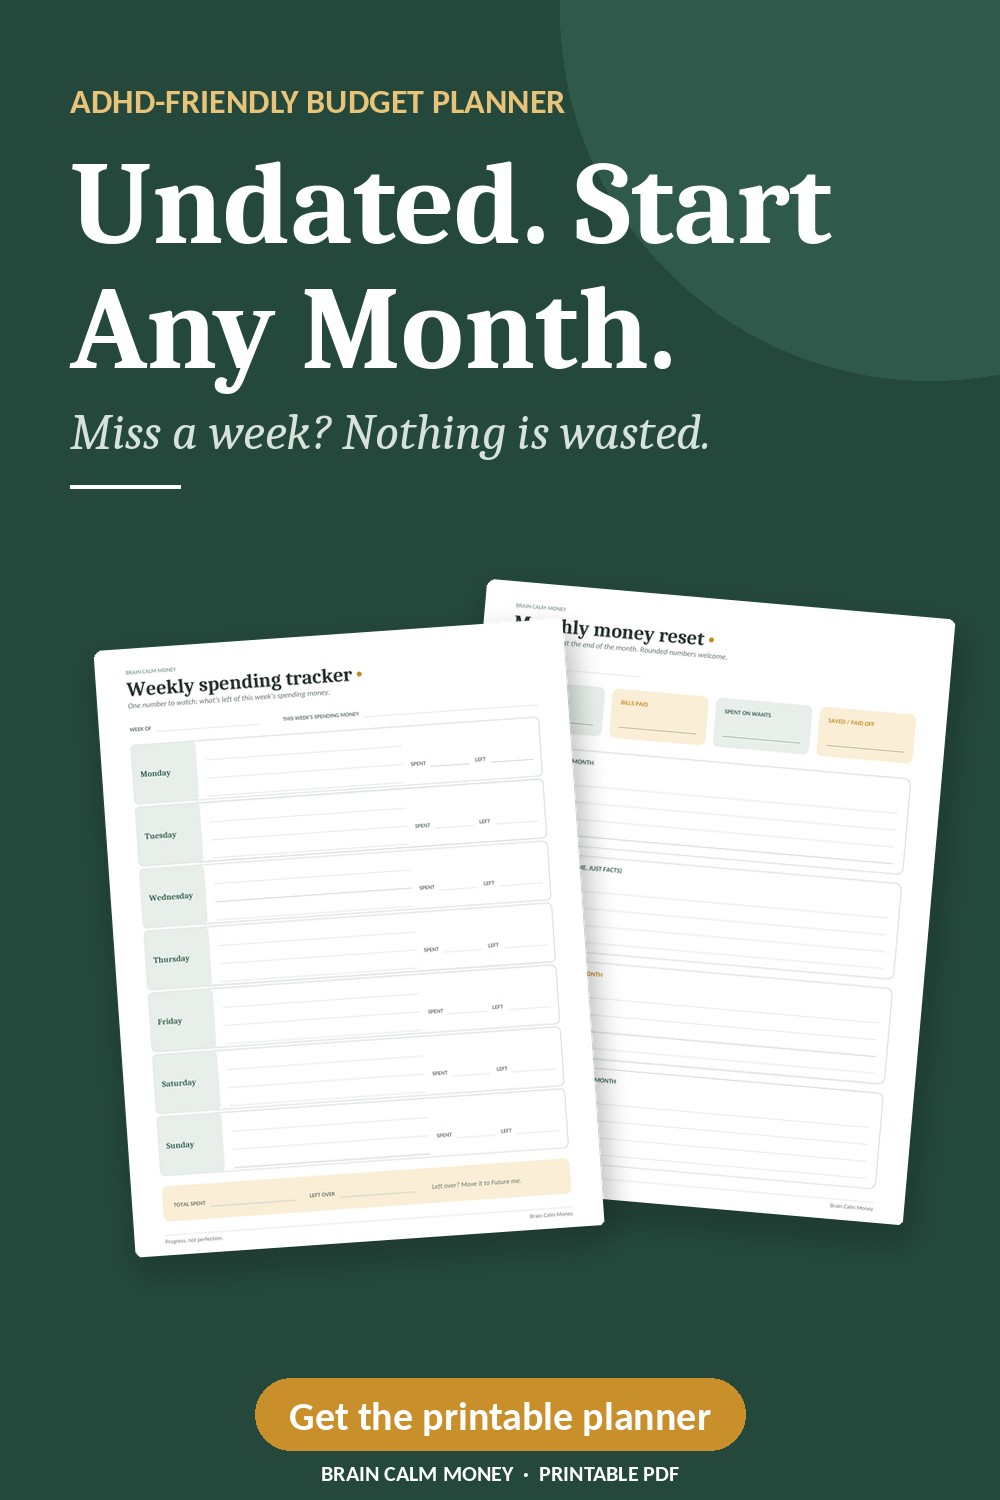 ADHD-FRIENDLY BUDGET PLANNER
Undated. Start
Any Month.
Miss a week? Nothing is wasted.
BRAIN CALM MONEY
Weekly spending tracker
One number to watch: what's left of this week's spending money.
WEEK OF
THIS WEEK'S SPENDING MONEY
Monday
SPENT
LEFT
Tuesday
SPENT
LEFT
Wednesday
SPENT
LEFT
Thursday
SPENT
LEFT
Friday
SPENT
LEFT
Saturday
SPENT
LEFT
Sunday
SPENT
LEFT
TOTAL SPENT
LEFT OVER
Left over? Move it to Future me.
Progress, not perfection.
Brain Calm Money
BRAIN CALM MONEY
hly money reset
at the end of the month. Rounded numbers welcome.
BILLS PAID
SPENT ON WANTS
SAVED / PAID OFF
MONTH
JUST FACTS)
MONTH
Brain Calm Money
Get the printable planner
BRAIN CALM MONEY · PRINTABLE PDF